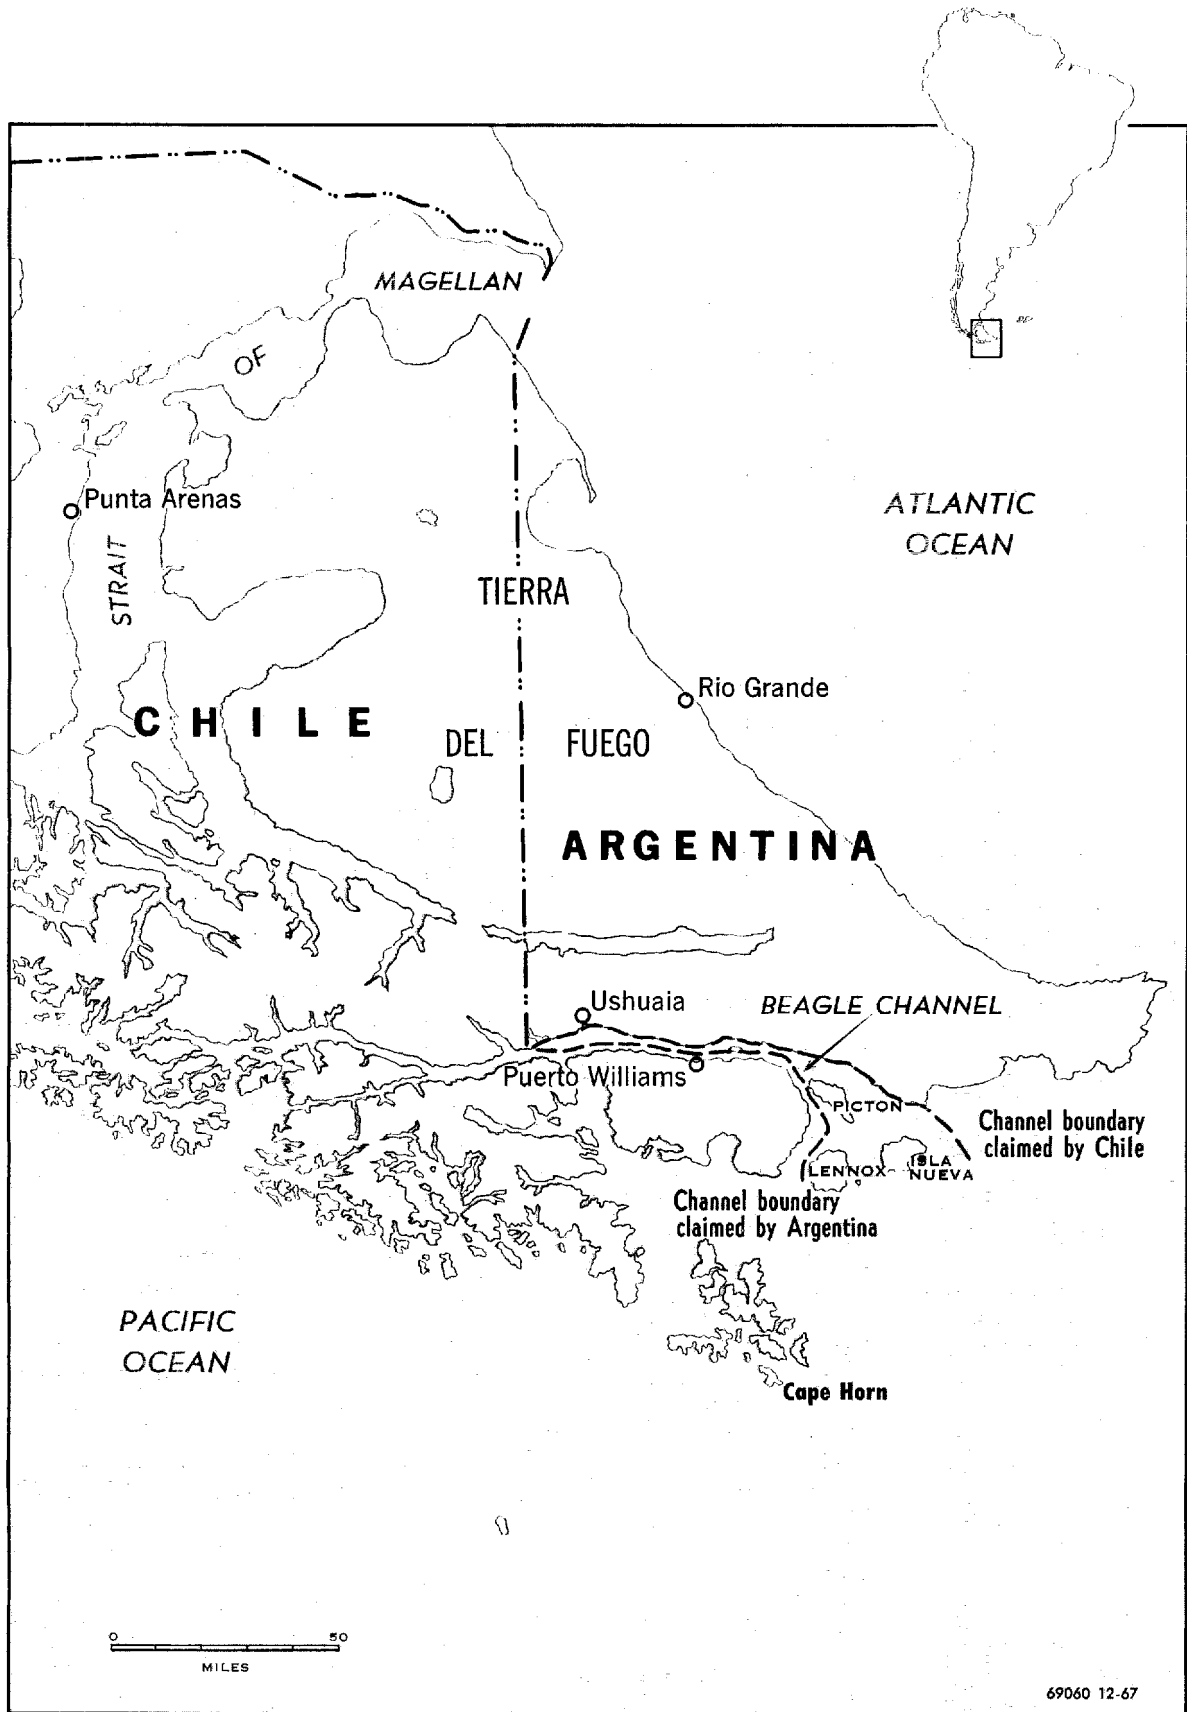 MAGELLAN
OF
STRAIT
Punta Arenas
ATLANTIC
OCEAN
TIERRA
DEL FUEGO
Rio Grande
CHILE
ARGENTINA
Ushuaia
BEAGLE CHANNEL
Puerto Williams
PICTON
Channel boundary
claimed by Chile
LENNOX
ISLA
NUEVA
Channel boundary
claimed by Argentina
PACIFIC
OCEAN
Cape Horn
0 50
MILES
69060 12-67